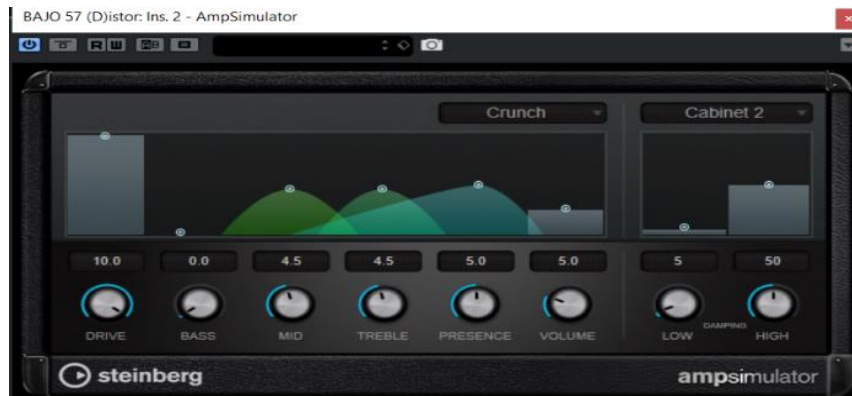 BAJO 57 (D)istor: Ins. 2 - AmpSimulator
R W
Crunch Cabinet 2
10.0 0.0 4.5 4.5 5.0 5.0 5 50
DRIVE BASS MID TREBLE PRESENCE VOLUME LOW DAMPING HIGH
steinberg ampsimulator